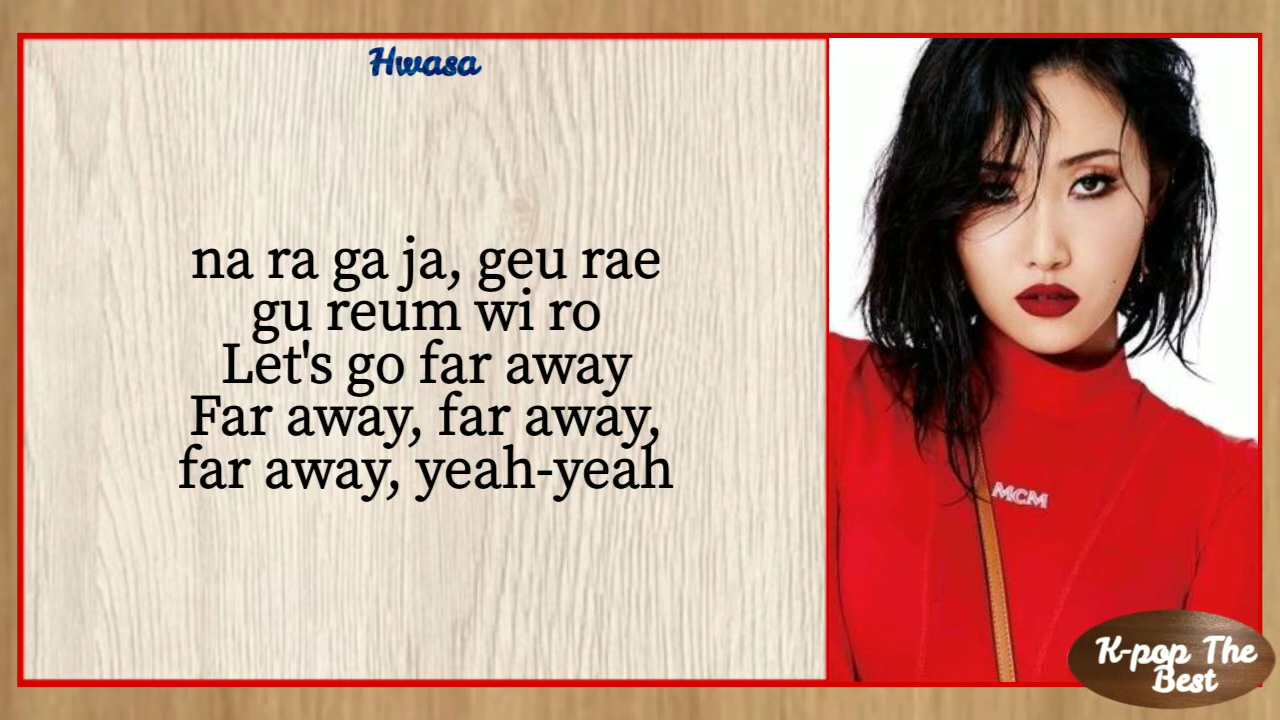 Hwasa
na ra ga ja, geu rae
gu reum wi ro
Let's go far away
Far away, far away,
far away, yeah-yeah
MCM
K-pop The
Best